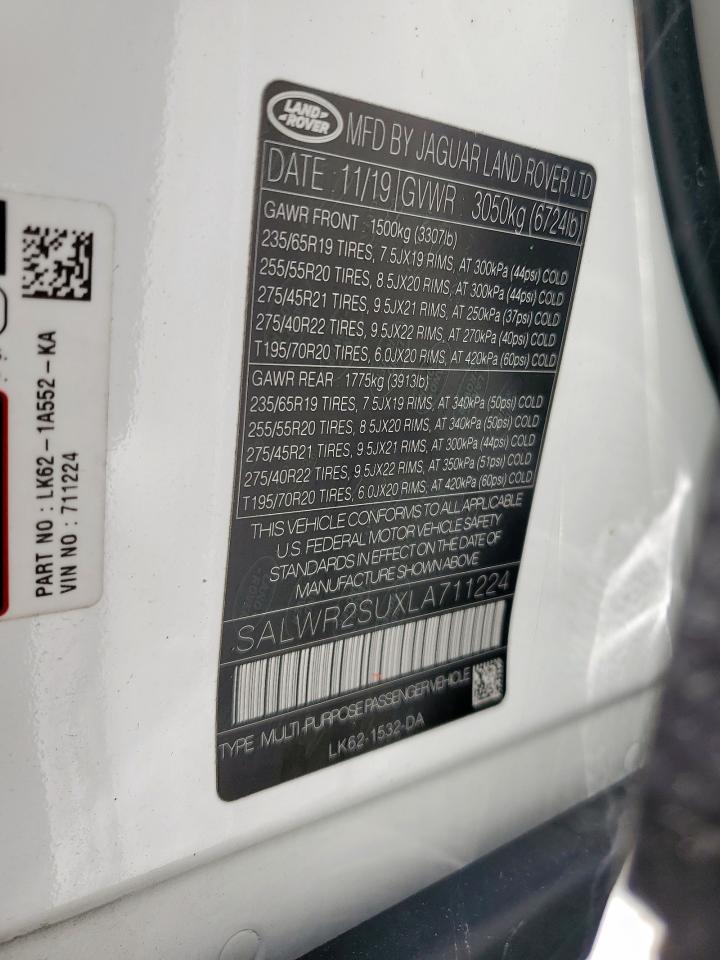 LAND
ROVER
MFD BY JAGUAR LAND ROVER LTD
DATE 11/19 GVWR 3050kg (6724lb)
GAWR FRONT 1500kg (3307lb)
235/65R19 TIRES, 7.5JX19 RIMS, AT 300kPa (44psi) COLD
255/55R20 TIRES, 8.5JX20 RIMS, AT 300kPa (44psi) COLD
275/45R21 TIRES, 9.5JX21 RIMS, AT 250kPa (37psi) COLD
275/40R22 TIRES, 9.5JX22 RIMS, AT 270kPa (40psi) COLD
T195/70R20 TIRES, 6.0JX20 RIMS, AT 420kPa (60psi) COLD
GAWR REAR 1775kg (3913lb)
235/65R19 TIRES, 7.5JX19 RIMS, AT 340kPa (50psi) COLD
255/55R20 TIRES, 8.5JX20 RIMS, AT 340kPa (50psi) COLD
275/45R21 TIRES, 9.5JX21 RIMS, AT 300kPa (44psi) COLD
275/40R22 TIRES, 9.5JX22 RIMS, AT 350kPa (51psi) COLD
T195/70R20 TIRES, 6.0JX20 RIMS, AT 420kPa (60psi) COLD
THIS VEHICLE CONFORMS TO ALL APPLICABLE
U.S. FEDERAL MOTOR VEHICLE SAFETY
STANDARDS IN EFFECT ON THE DATE OF
MANUFACTURE SHOWN ABOVE
SALWR2SUXLA711224
TYPE MULTI-PURPOSE PASSENGER VEHICLE
LK62-1532-DA
PART NO : LK62-1A552-KA
VIN NO : 711224